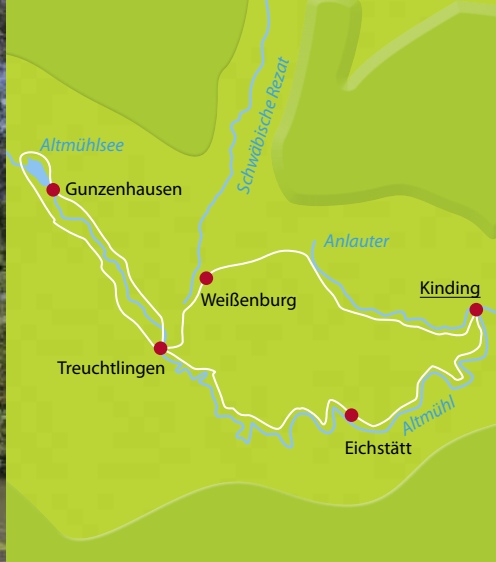 Altmühlsee
Gunzenhausen
Schwäbische Rezat
Anlauter
Kinding
Weißenburg
Treuchtlingen
Altmühl
Eichstätt